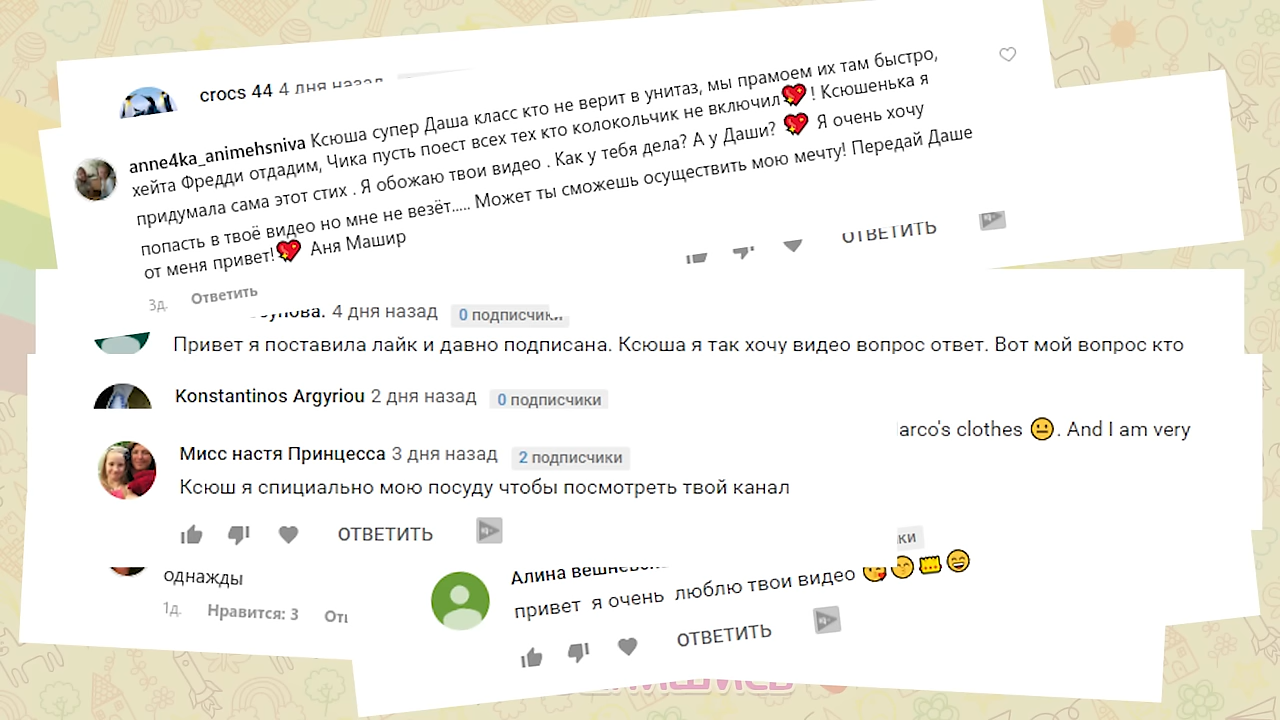 crocs 44 4 дня назад
anne4ka_animehsniva Ксюша супер Даша класс кто не верит в унитаз, мы прамоем их там быстро,
хейта Фредди отдадим, Чика пусть поест всех тех кто колокольчик не включил💖! Ксюшенька я
придумала сама этот стих . Я обожаю твои видео . Как у тебя дела? А у Даши? 💖 Я очень хочу
попасть в твоё видео но мне не везёт..... Может ты сможешь осуществить мою мечту! Передай Даше
от меня привет!💖 Аня Машир
ОТВЕТИТЬ
3д. Ответить
4 дня назад 0 подписчики
Привет я поставила лайк и давно подписана. Ксюша я так хочу видео вопрос ответ. Вот мой вопрос кто
Konstantinos Argyriou 2 дня назад 0 подписчики
arco's clothes 😐. And I am very
Мисс настя Принцесса 3 дня назад 2 подписчики
Ксюш я спициально мою посуду чтобы посмотреть твой канал
ОТВЕТИТЬ
ки
однажды
1д. Нравится: 3
Алина
привет я очень люблю твои видео 😘😚😁
ОТВЕТИТЬ